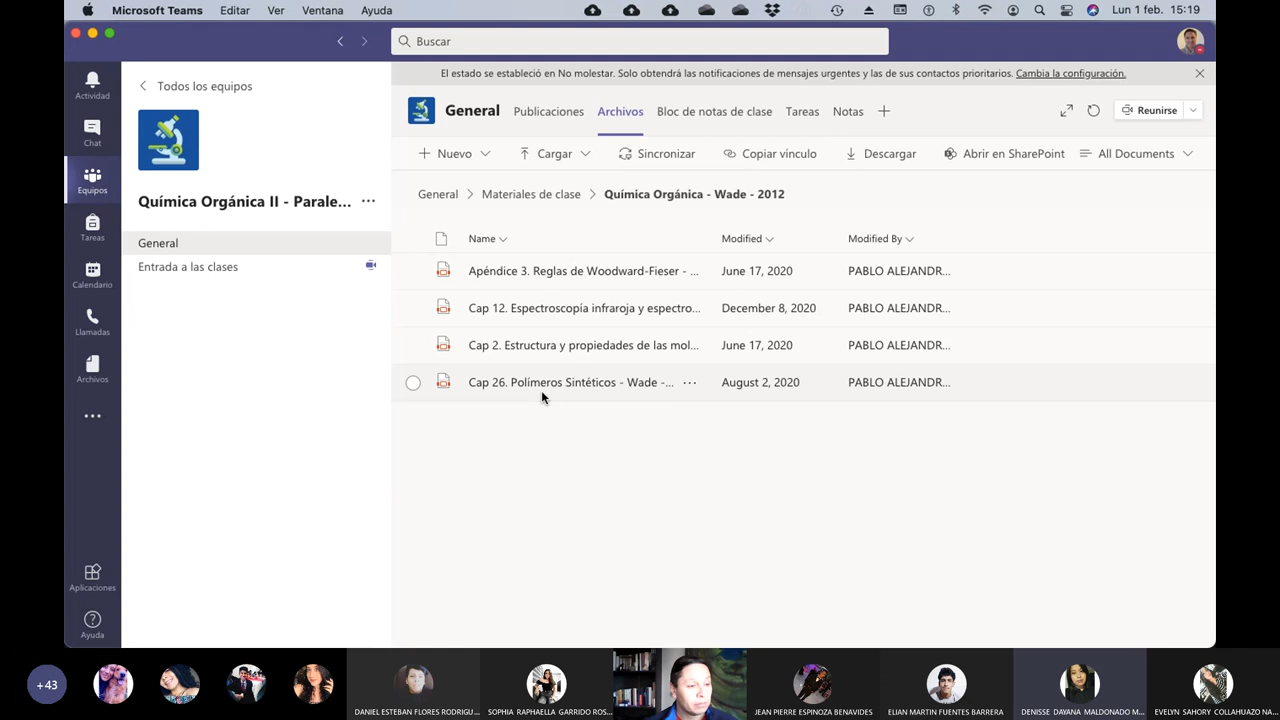 Microsoft Teams Editar Ver Ventana Ayuda Lun 1 feb. 15:19
Buscar
El estado se estableció en No molestar. Solo obtendrá las notificaciones de mensajes urgentes y las de sus contactos prioritarios. Cambia la configuración.
Actividad
Chat
Equipos
Tareas
Calendario
Llamadas
Archivos
Aplicaciones
Ayuda
Todos los equipos
Química Orgánica II - Parale...
General
Entrada a las clases
General Publicaciones Archivos Bloc de notas de clase Tareas Notas Reunirse
Nuevo Cargar Sincronizar Copiar vínculo Descargar Abrir en SharePoint All Documents
General Materiales de clase Química Orgánica - Wade - 2012
Name Modified Modified By
Apéndice 3. Reglas de Woodward-Fieser - ... June 17, 2020 PABLO ALEJANDR...
Cap 12. Espectroscopía infraroja y espectro... December 8, 2020 PABLO ALEJANDR...
Cap 2. Estructura y propiedades de las mol... June 17, 2020 PABLO ALEJANDR...
Cap 26. Polímeros Sintéticos - Wade -... August 2, 2020 PABLO ALEJANDR...
+43
DANIEL ESTEBAN FLORES RODRIGU... SOPHIA RAPHAELLA GARRIDO ROS... JEAN PIERRE ESPINOZA BENAVIDES ELIAN MARTIN FUENTES BARRERA DENISSE DAYANA MALDONADO M... EVELYN SAHORY COLLAHUAZO NA...